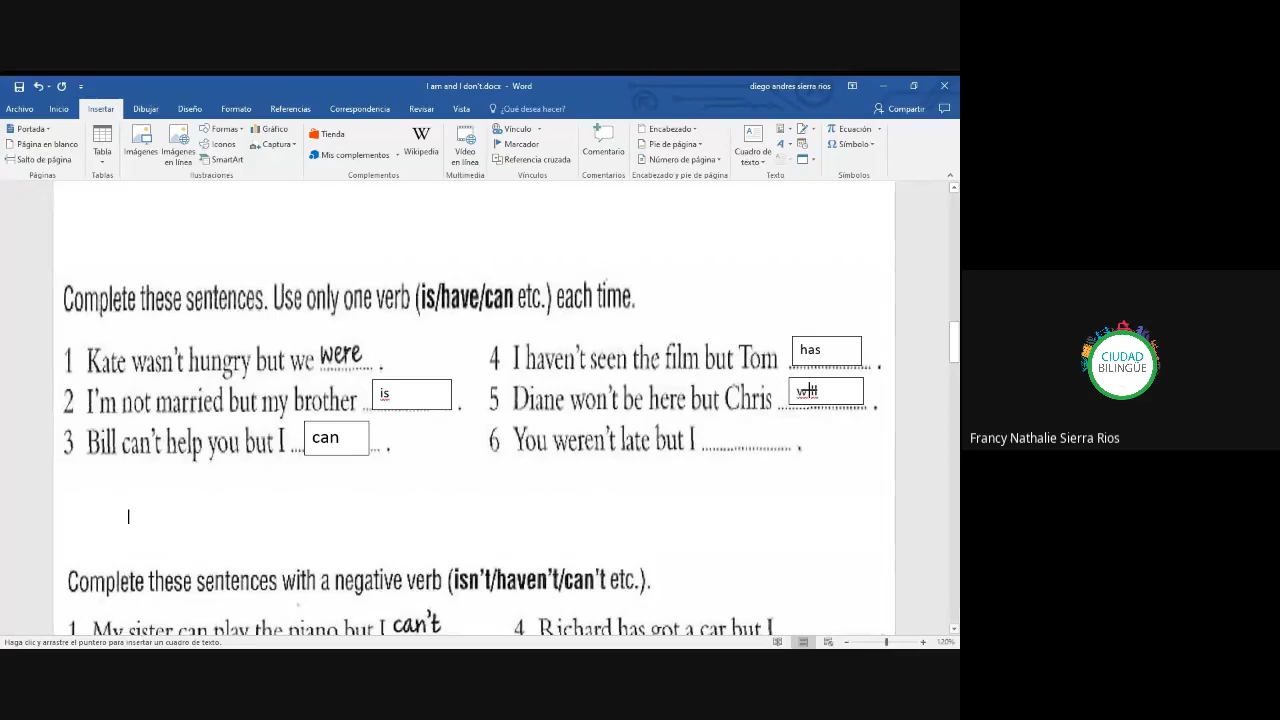 I am and I don't.docx - Word
diego andres sierra rios
Archivo Inicio Insertar Dibujar Diseño Formato Referencias Correspondencia Revisar Vista ¿Qué desea hacer? Compartir
Portada
Página en blanco
Salto de página
Páginas
Tabla
Tablas
Imágenes
Imágenes en línea
Formas
Iconos
SmartArt
Gráfico
Captura
Ilustraciones
Tienda
Mis complementos
Wikipedia
Complementos
Vídeo en línea
Multimedia
Vínculo
Marcador
Referencia cruzada
Vínculos
Comentario
Comentarios
Encabezado
Pie de página
Número de página
Encabezado y pie de página
Cuadro de texto
Texto
Ecuación
Símbolo
Símbolos
Complete these sentences. Use only one verb (is/have/can etc.) each time.
1 Kate wasn't hungry but we were .
2 I'm not married but my brother is .
3 Bill can't help you but I can .
4 I haven't seen the film but Tom has .
5 Diane won't be here but Chris will .
6 You weren't late but I .................... .
Complete these sentences with a negative verb (isn't/haven't/can't etc.).
1 My sister can play the piano but I can't
4 Richard has got a car but I
Haga clic y arrastre el puntero para insertar un cuadro de texto.
120%
CIUDAD
BILINGÜE
Francy Nathalie Sierra Rios